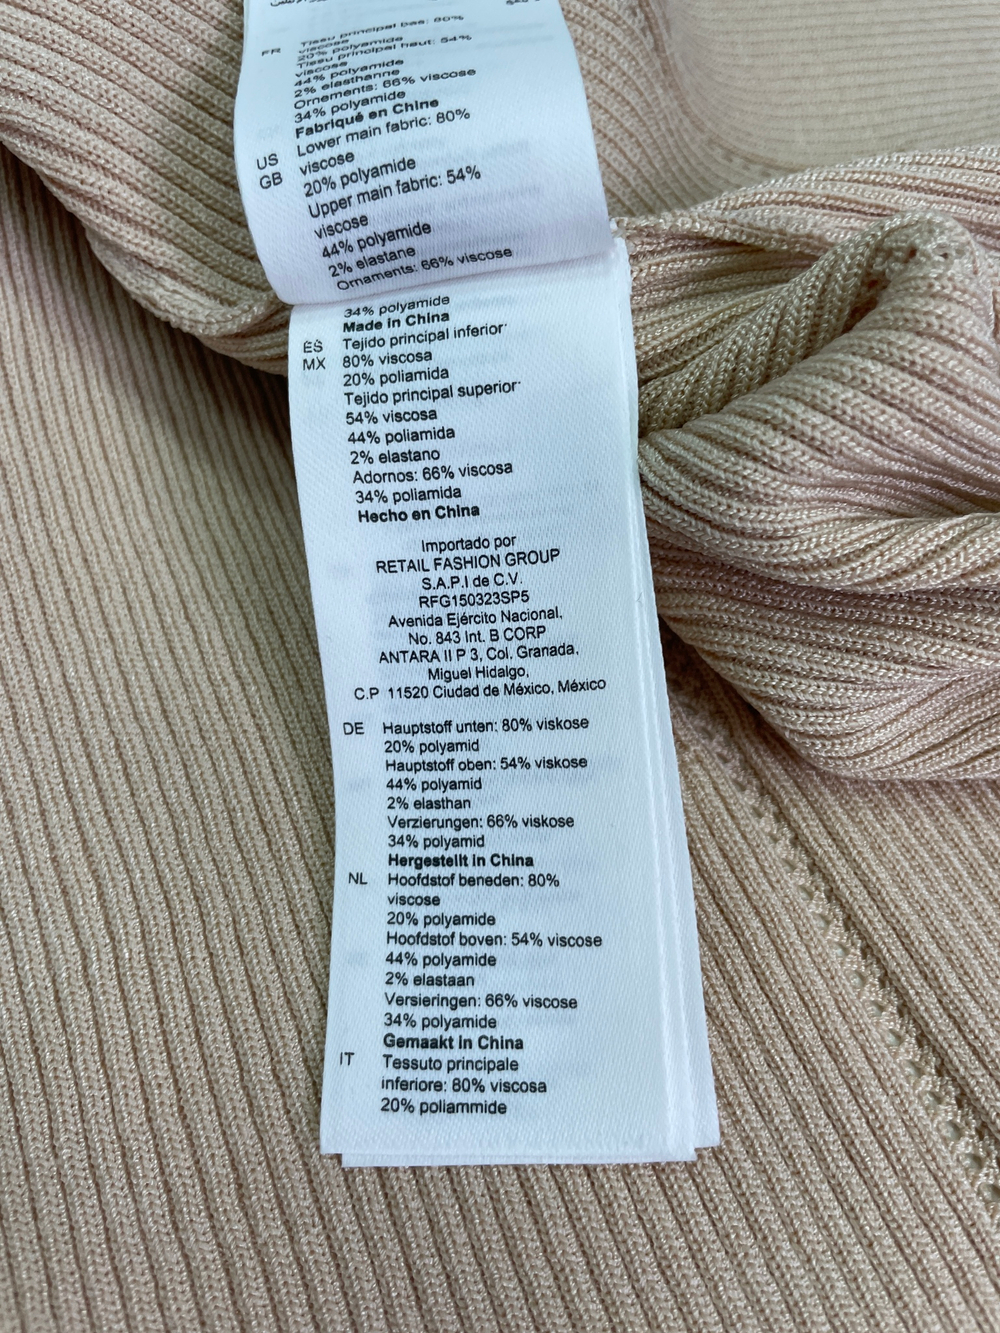 FR Tissu principal bas: 80%
viscose
20% polyamide
Tissu principal haut: 54%
viscose
44% polyamide
2% elasthanne
Ornements: 66% viscose
34% polyamide
Fabriqué en Chine
US Lower main fabric: 80%
GB viscose
20% polyamide
Upper main fabric: 54%
viscose
44% polyamide
2% elastane
Ornaments: 66% viscose
34% polyamide
Made in China
ES Tejido principal inferior
MX 80% viscosa
20% poliamida
Tejido principal superior
54% viscosa
44% poliamida
2% elastano
Adornos: 66% viscosa
34% poliamida
Hecho en China
Importado por
RETAIL FASHION GROUP
S.A.P.I de C.V.
RFG150323SP5
Avenida Ejército Nacional,
No. 843 Int. B CORP
ANTARA II P 3, Col. Granada,
Miguel Hidalgo,
C.P 11520 Ciudad de México, México
DE Hauptstoff unten: 80% viskose
20% polyamid
Hauptstoff oben: 54% viskose
44% polyamid
2% elasthan
Verzierungen: 66% viskose
34% polyamid
Hergestellt in China
NL Hoofdstof beneden: 80%
viscose
20% polyamide
Hoofdstof boven: 54% viscose
44% polyamide
2% elastaan
Versieringen: 66% viscose
34% polyamide
Gemaakt in China
IT Tessuto principale
inferiore: 80% viscosa
20% poliammide